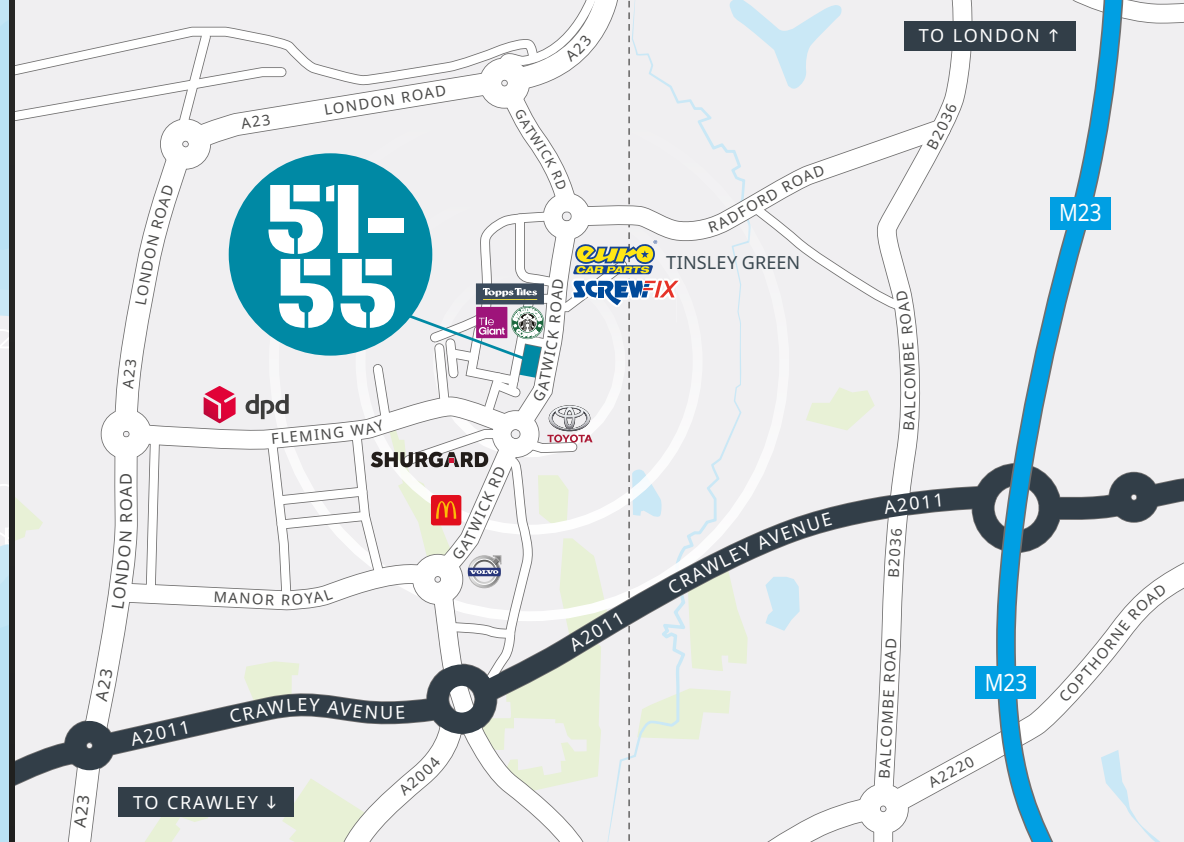 TO LONDON ↑
A23
LONDON ROAD
A23
GATWICK RD
B2036
RADFORD ROAD
M23
LONDON ROAD
51-
55
euro
CAR PARTS
TINSLEY GREEN
SCREWFIX
Topps Tiles
Tile
Giant
GATWICK ROAD
BALCOMBE ROAD
A23
dpd
FLEMING WAY
TOYOTA
SHURGARD
GATWICK RD
VOLVO
LONDON ROAD
MANOR ROYAL
A2011
CRAWLEY AVENUE
B2036
A2011
A23
CRAWLEY AVENUE
A2011
BALCOMBE ROAD
M23
COPTHORNE ROAD
A2220
A2004
TO CRAWLEY ↓
A23